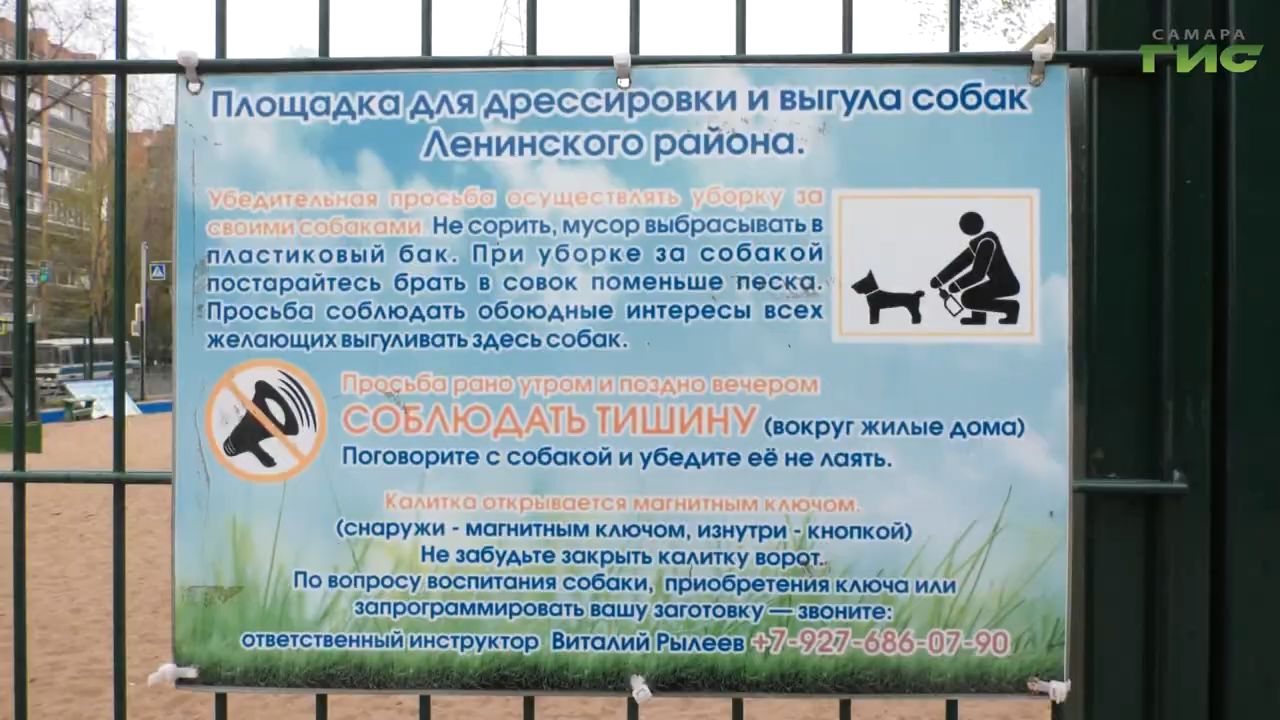 САМАРА
ГИС
Площадка для дрессировки и выгула собак
Ленинского района.
Убедительная просьба осуществлять уборку за
своими собаками. Не сорить, мусор выбрасывать в
пластиковый бак. При уборке за собакой
постарайтесь брать в совок поменьше песка.
Просьба соблюдать обоюдные интересы всех
желающих выгуливать здесь собак.
Просьба рано утром и поздно вечером
СОБЛЮДАТЬ ТИШИНУ (вокруг жилые дома)
Поговорите с собакой и убедите её не лаять.
Калитка открывается магнитным ключом.
(снаружи - магнитным ключом, изнутри - кнопкой)
Не забудьте закрыть калитку ворот.
По вопросу воспитания собаки, приобретения ключа или
запрограммировать вашу заготовку — звоните:
ответственный инструктор Виталий Рылеев +7-927-686-07-90